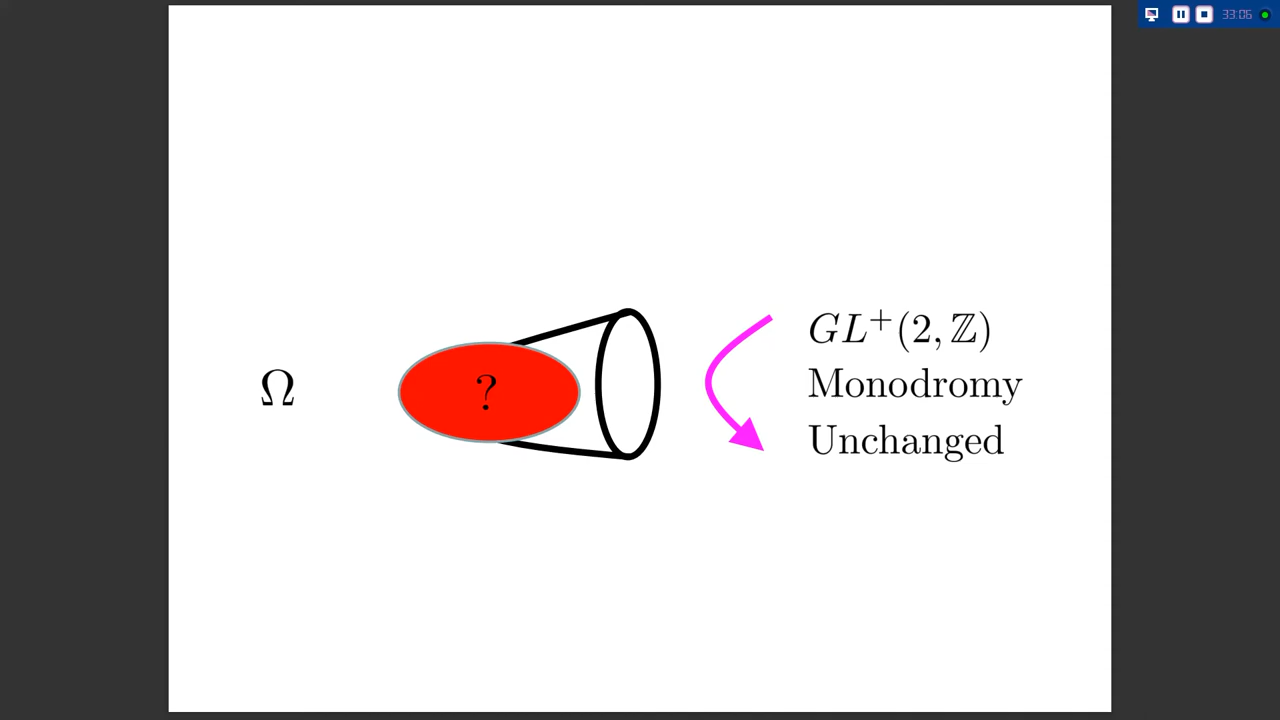 33:06
Ω
?
GL⁺(2, ℤ)
Monodromy
Unchanged